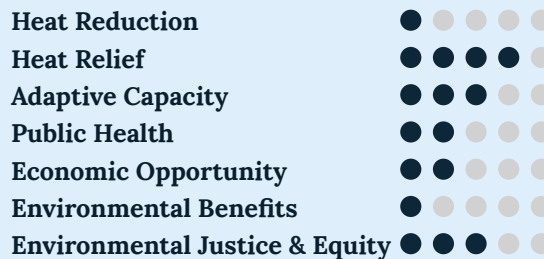 Heat Reduction
Heat Relief
Adaptive Capacity
Public Health
Economic Opportunity
Environmental Benefits
Environmental Justice & Equity